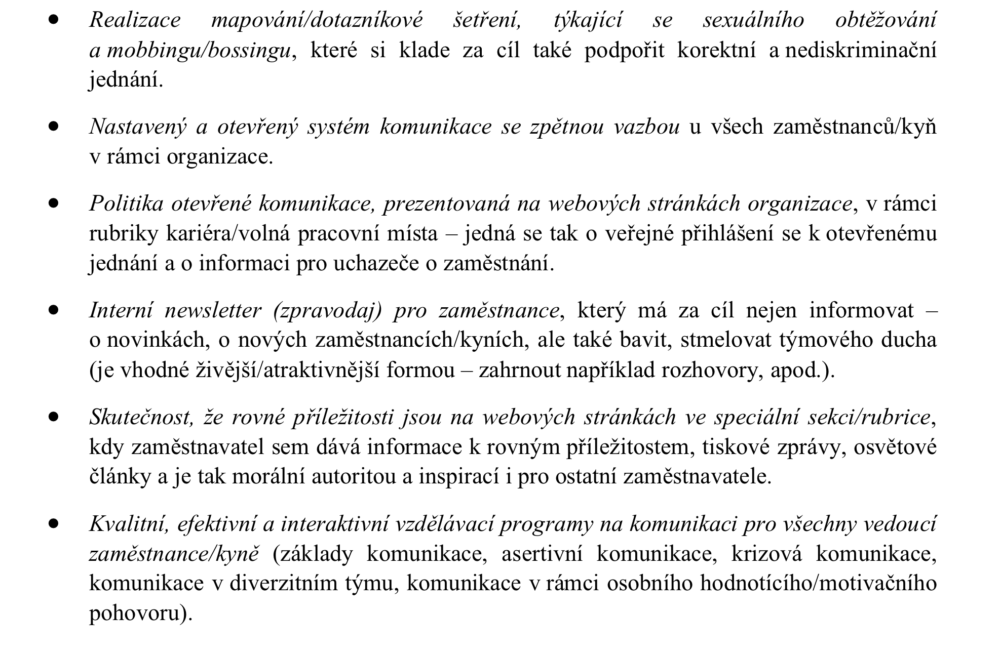 ● Realizace mapování/dotazníkové šetření, týkající se sexuálního obtěžování
a mobbingu/bossingu, které si klade za cíl také podpořit korektní a nediskriminační
jednání.
● Nastavený a otevřený systém komunikace se zpětnou vazbou u všech zaměstnanců/kyň
v rámci organizace.
● Politika otevřené komunikace, prezentovaná na webových stránkách organizace, v rámci
rubriky kariéra/volná pracovní místa – jedná se tak o veřejné přihlášení se k otevřenému
jednání a o informaci pro uchazeče o zaměstnání.
● Interní newsletter (zpravodaj) pro zaměstnance, který má za cíl nejen informovat –
o novinkách, o nových zaměstnancích/kyních, ale také bavit, stmelovat týmového ducha
(je vhodné živější/atraktivnější formou – zahrnout například rozhovory, apod.).
● Skutečnost, že rovné příležitosti jsou na webových stránkách ve speciální sekci/rubrice,
kdy zaměstnavatel sem dává informace k rovným příležitostem, tiskové zprávy, osvětové
články a je tak morální autoritou a inspirací i pro ostatní zaměstnavatele.
● Kvalitní, efektivní a interaktivní vzdělávací programy na komunikaci pro všechny vedoucí
zaměstnance/kyně (základy komunikace, asertivní komunikace, krizová komunikace,
komunikace v diverzitním týmu, komunikace v rámci osobního hodnotícího/motivačního
pohovoru).